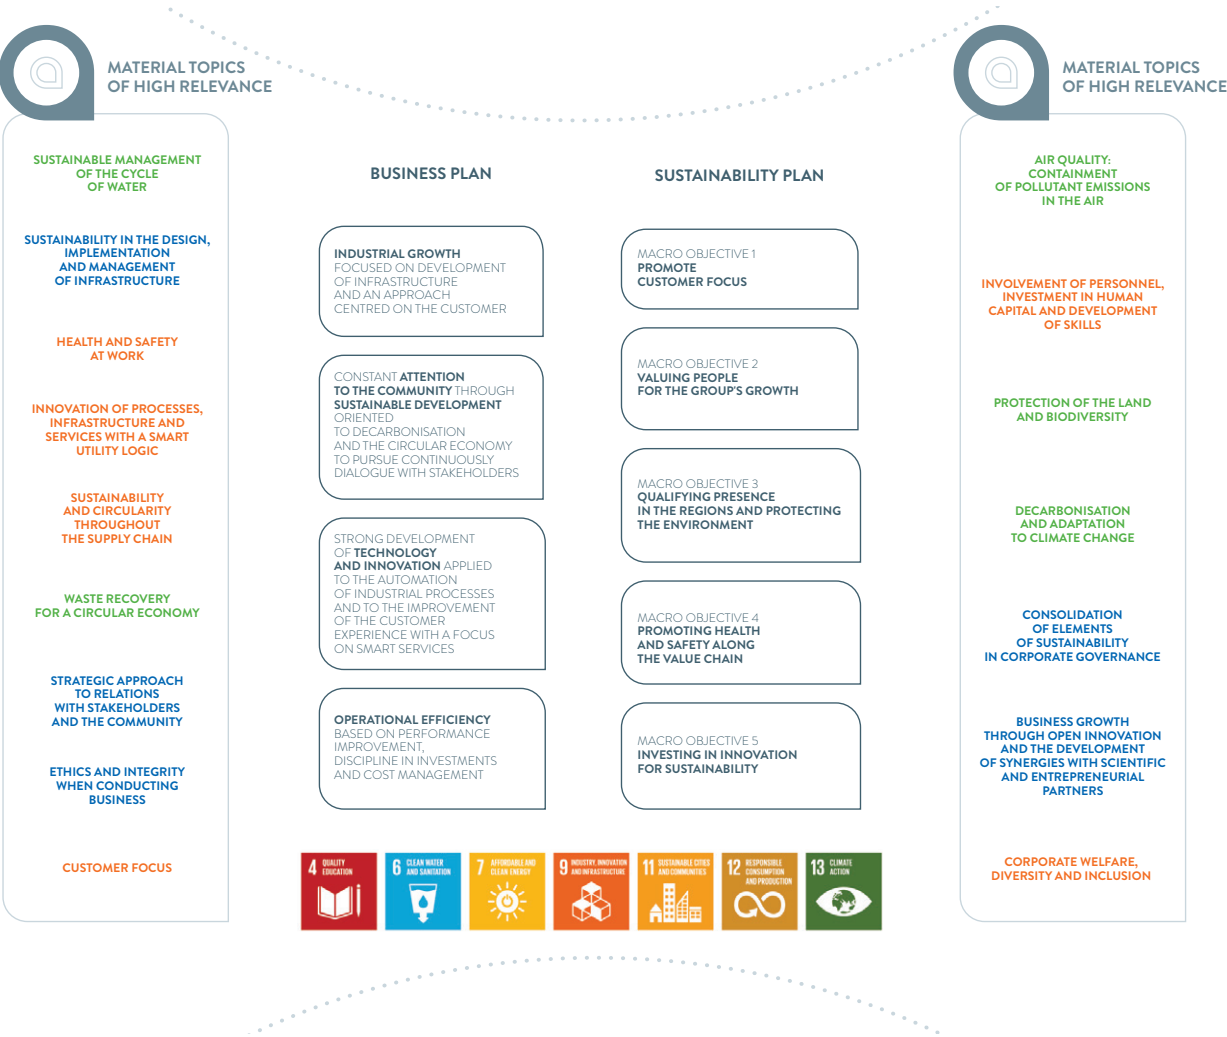 MATERIAL TOPICS
OF HIGH RELEVANCE
SUSTAINABLE MANAGEMENT
OF THE CYCLE
OF WATER
SUSTAINABILITY IN THE DESIGN,
IMPLEMENTATION
AND MANAGEMENT
OF INFRASTRUCTURE
HEALTH AND SAFETY
AT WORK
INNOVATION OF PROCESSES,
INFRASTRUCTURE AND
SERVICES WITH A SMART
UTILITY LOGIC
SUSTAINABILITY
AND CIRCULARITY
THROUGHOUT
THE SUPPLY CHAIN
WASTE RECOVERY
FOR A CIRCULAR ECONOMY
STRATEGIC APPROACH
TO RELATIONS
WITH STAKEHOLDERS
AND THE COMMUNITY
ETHICS AND INTEGRITY
WHEN CONDUCTING
BUSINESS
CUSTOMER FOCUS
BUSINESS PLAN
INDUSTRIAL GROWTH
FOCUSED ON DEVELOPMENT
OF INFRASTRUCTURE
AND AN APPROACH
CENTRED ON THE CUSTOMER
CONSTANT ATTENTION
TO THE COMMUNITY THROUGH
SUSTAINABLE DEVELOPMENT
ORIENTED
TO DECARBONISATION
AND THE CIRCULAR ECONOMY
TO PURSUE CONTINUOUSLY
DIALOGUE WITH STAKEHOLDERS
STRONG DEVELOPMENT
OF TECHNOLOGY
AND INNOVATION APPLIED
TO THE AUTOMATION
OF INDUSTRIAL PROCESSES
AND TO THE IMPROVEMENT
OF THE CUSTOMER
EXPERIENCE WITH A FOCUS
ON SMART SERVICES
OPERATIONAL EFFICIENCY
BASED ON PERFORMANCE
IMPROVEMENT,
DISCIPLINE IN INVESTMENTS
AND COST MANAGEMENT
SUSTAINABILITY PLAN
MACRO OBJECTIVE 1
PROMOTE
CUSTOMER FOCUS
MACRO OBJECTIVE 2
VALUING PEOPLE
FOR THE GROUP'S GROWTH
MACRO OBJECTIVE 3
QUALIFYING PRESENCE
IN THE REGIONS AND PROTECTING
THE ENVIRONMENT
MACRO OBJECTIVE 4
PROMOTING HEALTH
AND SAFETY ALONG
THE VALUE CHAIN
MACRO OBJECTIVE 5
INVESTING IN INNOVATION
FOR SUSTAINABILITY
4 QUALITY
EDUCATION
6 CLEAN WATER
AND SANITATION
7 AFFORDABLE AND
CLEAN ENERGY
9 INDUSTRY, INNOVATION
AND INFRASTRUCTURE
11 SUSTAINABLE CITIES
AND COMMUNITIES
12 RESPONSIBLE
CONSUMPTION
AND PRODUCTION
13 CLIMATE
ACTION
MATERIAL TOPICS
OF HIGH RELEVANCE
AIR QUALITY:
CONTAINMENT
OF POLLUTANT EMISSIONS
IN THE AIR
INVOLVEMENT OF PERSONNEL,
INVESTMENT IN HUMAN
CAPITAL AND DEVELOPMENT
OF SKILLS
PROTECTION OF THE LAND
AND BIODIVERSITY
DECARBONISATION
AND ADAPTATION
TO CLIMATE CHANGE
CONSOLIDATION
OF ELEMENTS
OF SUSTAINABILITY
IN CORPORATE GOVERNANCE
BUSINESS GROWTH
THROUGH OPEN INNOVATION
AND THE DEVELOPMENT
OF SYNERGIES WITH SCIENTIFIC
AND ENTREPRENEURIAL
PARTNERS
CORPORATE WELFARE,
DIVERSITY AND INCLUSION